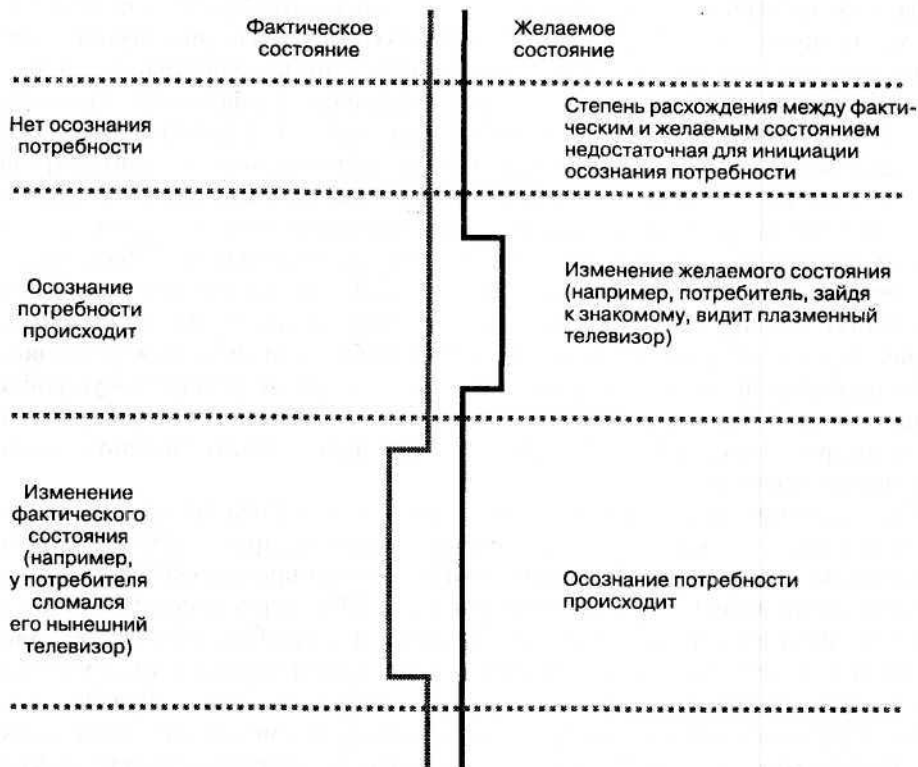 Фактическое
состояние
Желаемое
состояние
Нет осознания
потребности
Степень расхождения между факти-
ческим и желаемым состоянием
недостаточная для инициации
осознания потребности
Осознание
потребности
происходит
Изменение желаемого состояния
(например, потребитель, зайдя
к знакомому, видит плазменный
телевизор)
Изменение
фактического
состояния
(например,
у потребителя
сломался
его нынешний
телевизор)
Осознание потребности
происходит